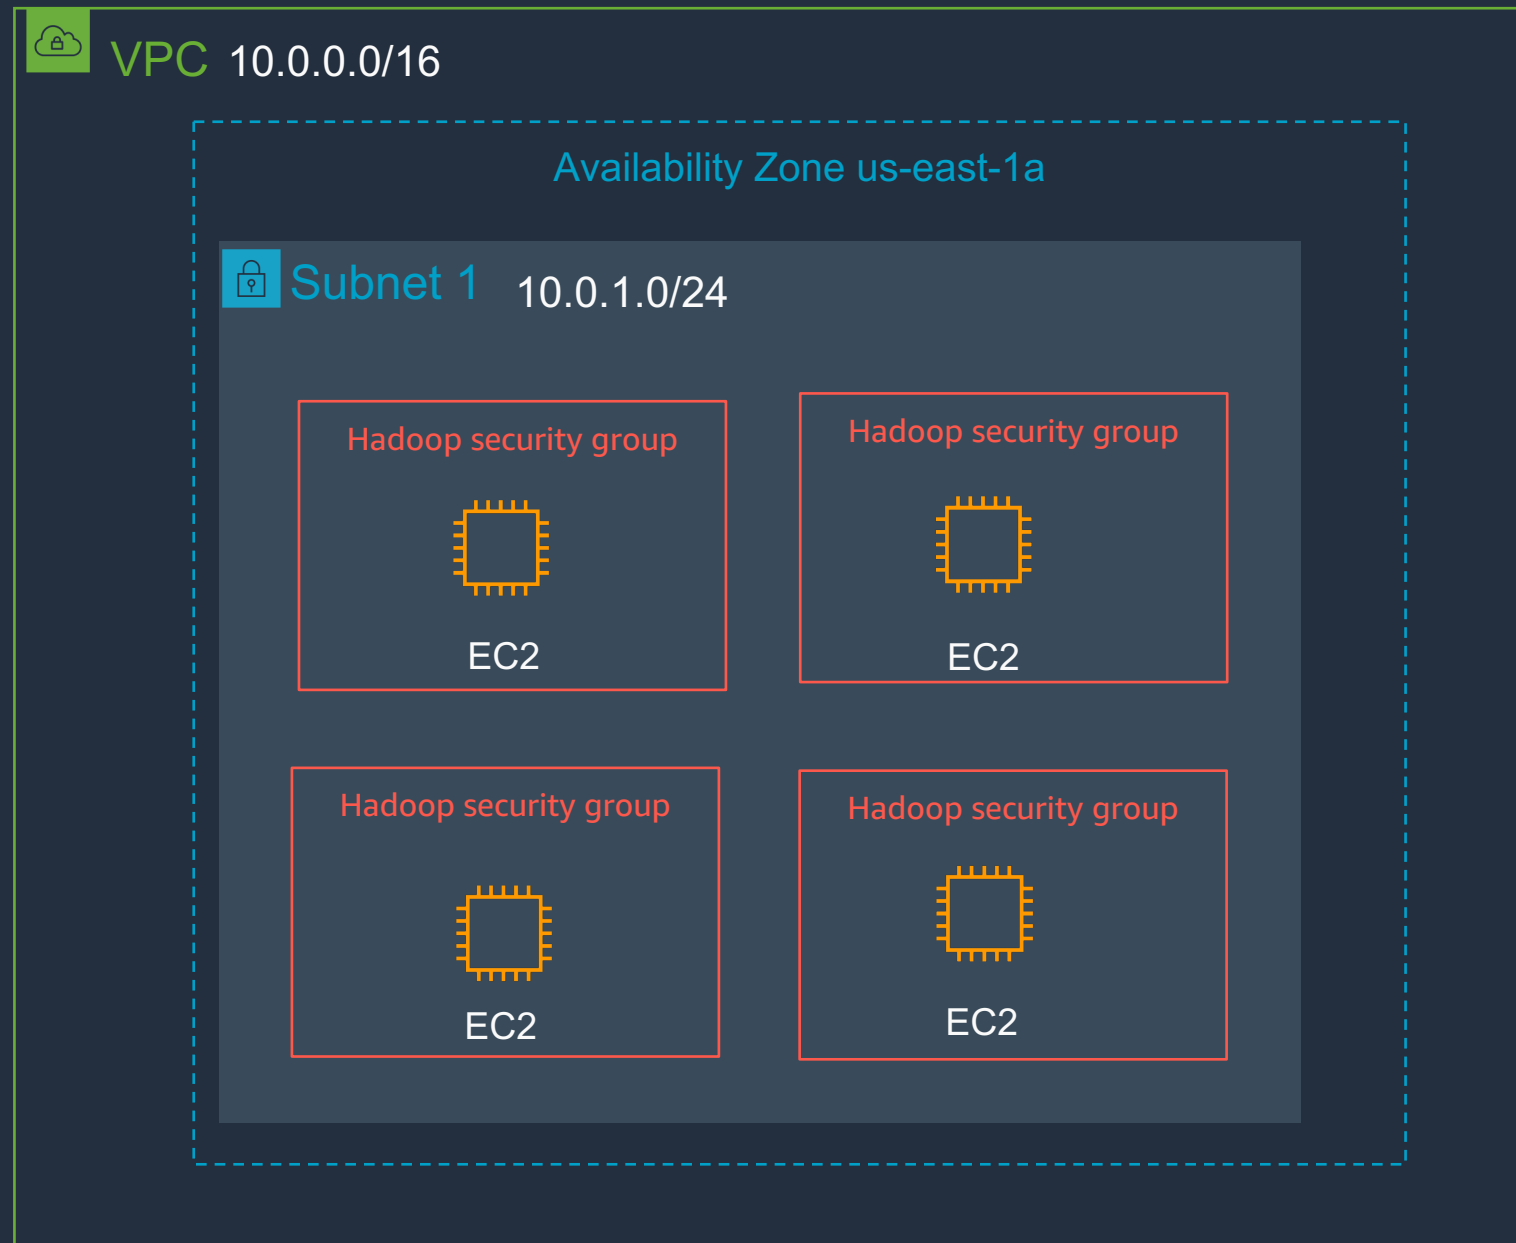 VPC 10.0.0.0/16
Availability Zone us-east-1a
Subnet 1 10.0.1.0/24
Hadoop security group
EC2
Hadoop security group
EC2
Hadoop security group
EC2
Hadoop security group
EC2